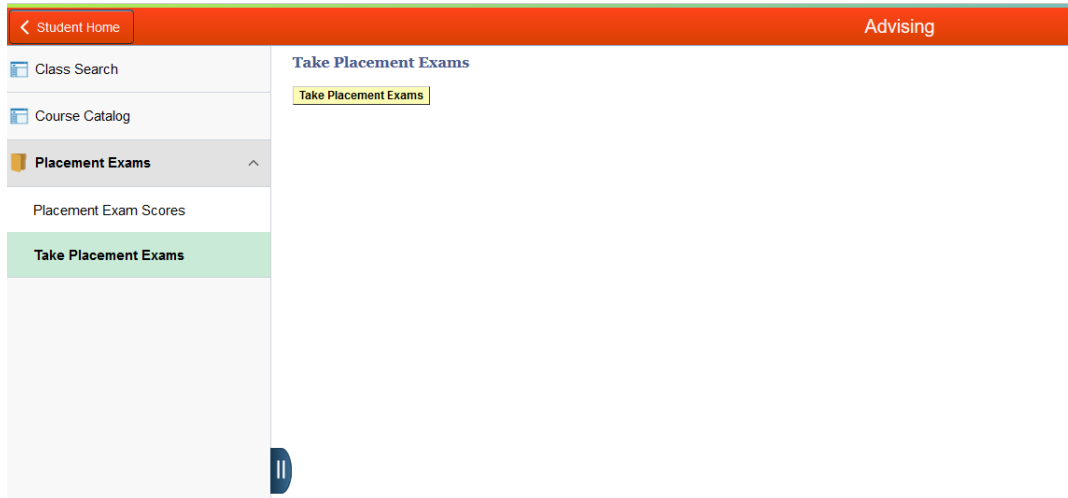 Student Home
Advising
Class Search
Course Catalog
Placement Exams
Placement Exam Scores
Take Placement Exams
Take Placement Exams
Take Placement Exams